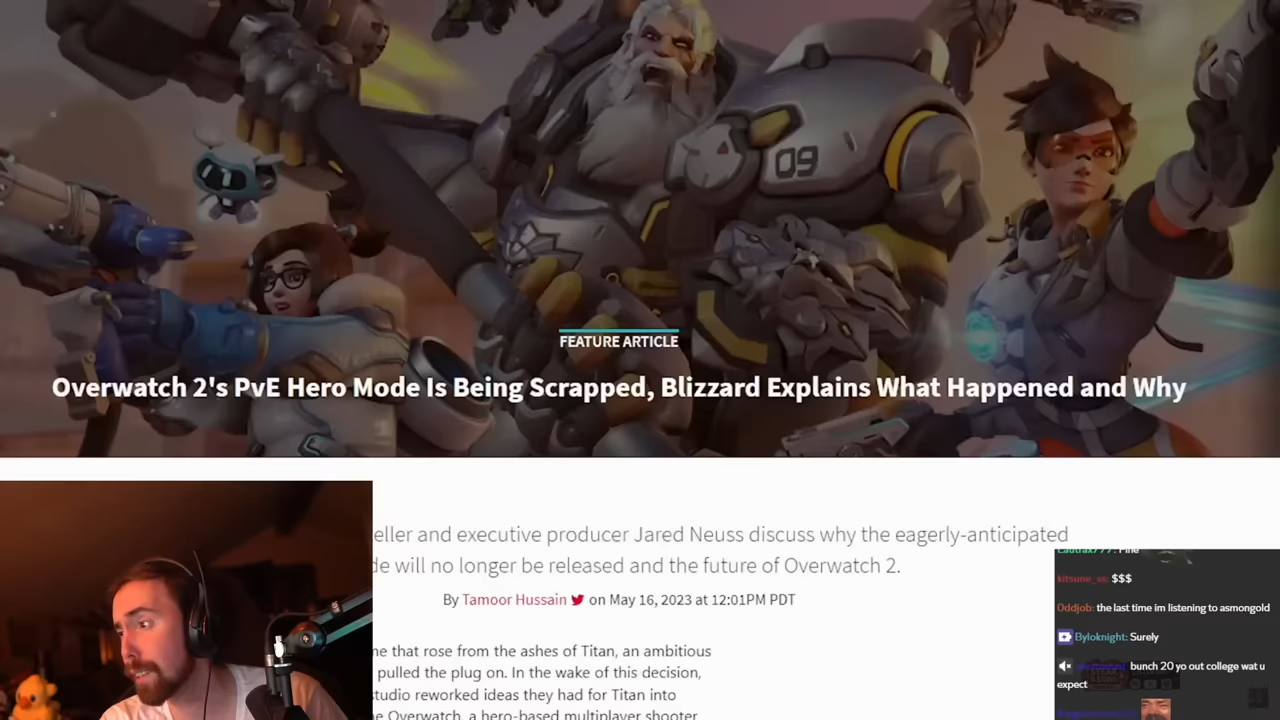 09
FEATURE ARTICLE
Overwatch 2's PvE Hero Mode Is Being Scrapped, Blizzard Explains What Happened and Why
eller and executive producer Jared Neuss discuss why the eagerly-anticipated
de will no longer be released and the future of Overwatch 2.
By Tamoor Hussain on May 16, 2023 at 12:01PM PDT
me that rose from the ashes of Titan, an ambitious
pulled the plug on. In the wake of this decision,
studio reworked ideas they had for Titan into
e Overwatch, a hero-based multiplayer shooter
Lautrax777: Fine
kitsune_ss: $$$
Oddjob: the last time im listening to asmongold
Byloknight: Surely
bunch 20 yo out college wat u
expect